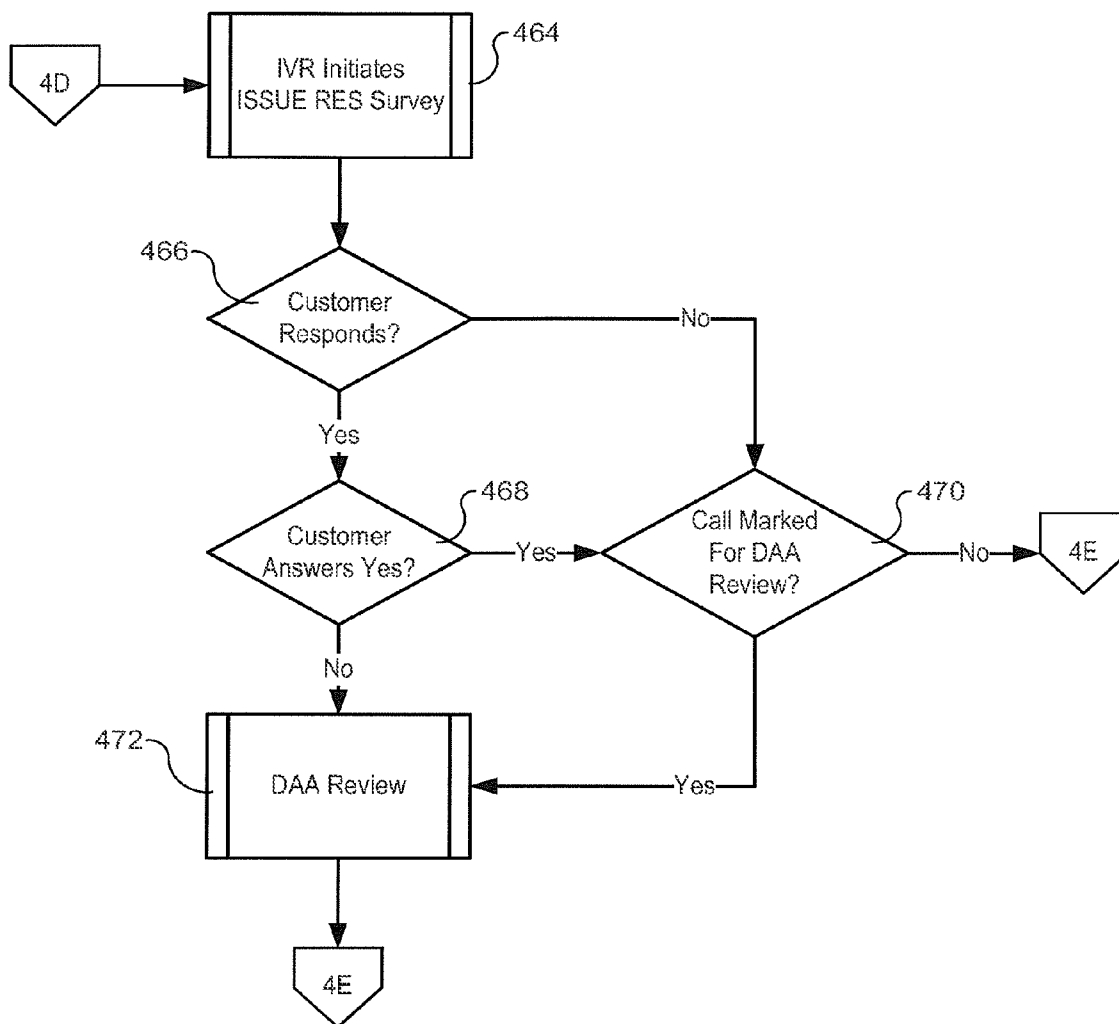 464
4D
IVR Initiates
ISSUE RES Survey
466
Customer
Responds?
No
Yes
468
Customer
Answers Yes?
Yes
470
Call Marked
For DAA
Review?
No
4E
No
472
DAA Review
Yes
4E